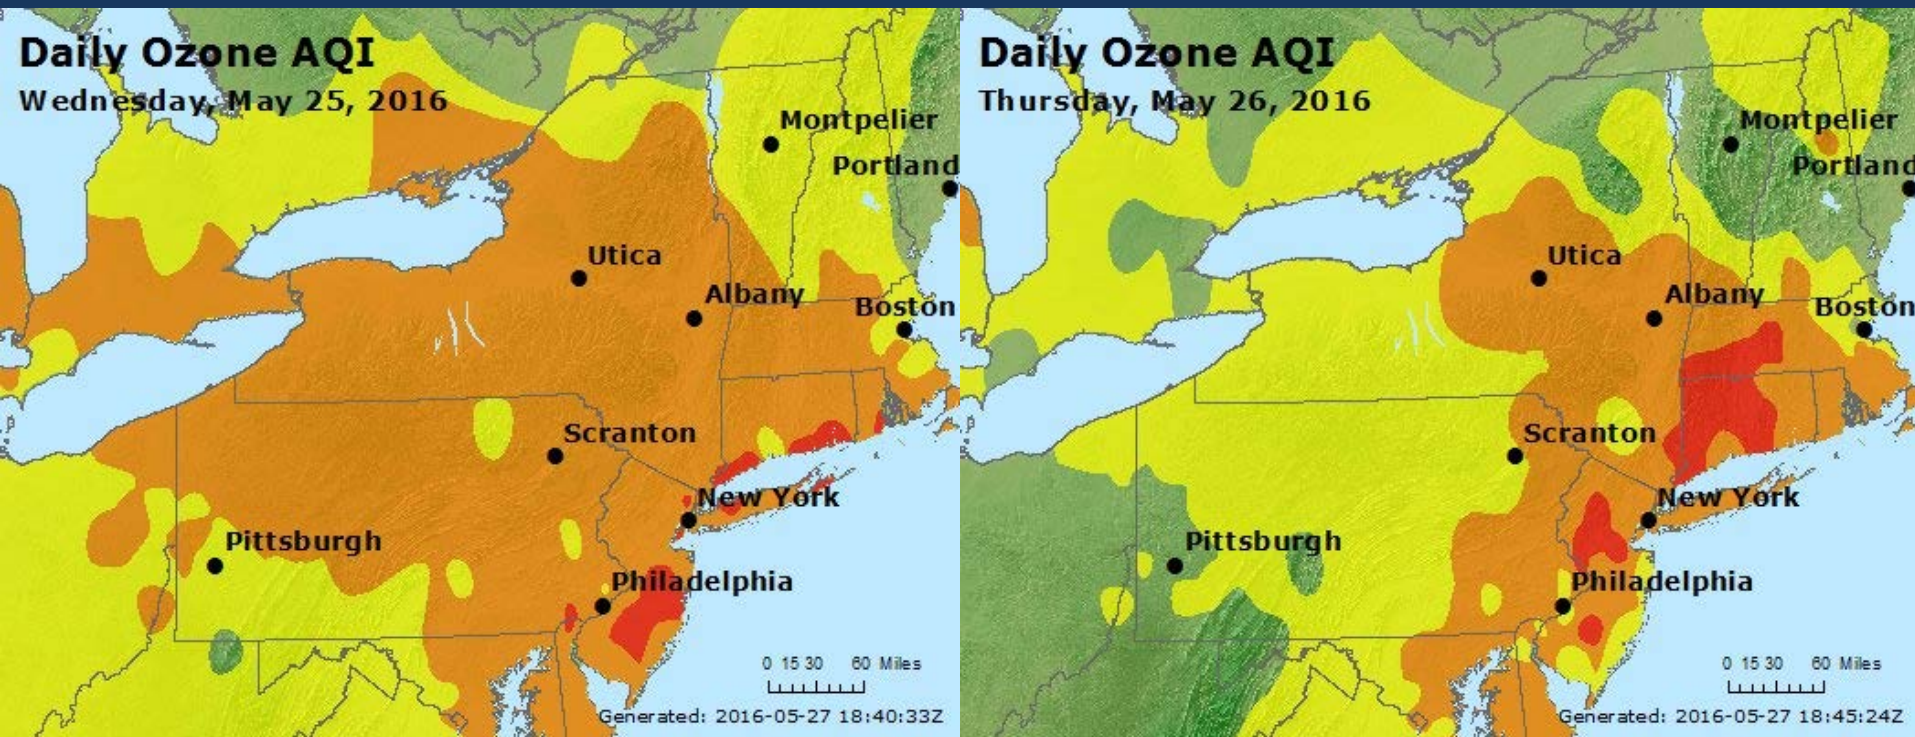 Daily Ozone AQI
Wednesday, May 25, 2016
Montpelier
Portland
Utica
Albany
Boston
Scranton
New York
Pittsburgh
Philadelphia
0 15 30 60 Miles
Generated: 2016-05-27 18:40:33Z
Daily Ozone AQI
Thursday, May 26, 2016
Montpelier
Portland
Utica
Albany
Boston
Scranton
New York
Pittsburgh
Philadelphia
0 15 30 60 Miles
Generated: 2016-05-27 18:45:24Z